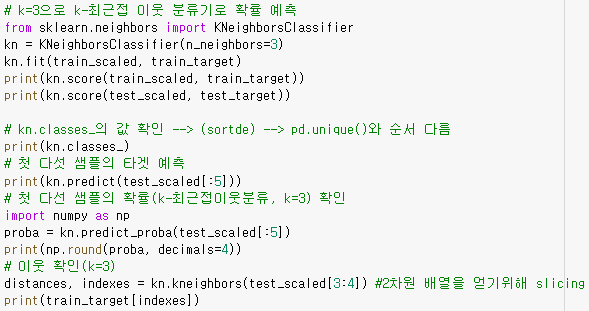 # k=3으로 k-최근접 이웃 분류기로 확률 예측
from sklearn.neighbors import KNeighborsClassifier
kn = KNeighborsClassifier(n_neighbors=3)
kn.fit(train_scaled, train_target)
print(kn.score(train_scaled, train_target))
print(kn.score(test_scaled, test_target))
# kn.classes_의 값 확인 --> (sortde) --> pd.unique()와 순서 다름
print(kn.classes_)
# 첫 다섯 샘플의 타겟 예측
print(kn.predict(test_scaled[:5]))
# 첫 다선 샘플의 확률(k-최근접이웃분류, k=3) 확인
import numpy as np
proba = kn.predict_proba(test_scaled[:5])
print(np.round(proba, decimals=4))
# 이웃 확인(k=3)
distances, indexes = kn.kneighbors(test_scaled[3:4]) #2차원 배열을 얻기위해 slicing
print(train_target[indexes])